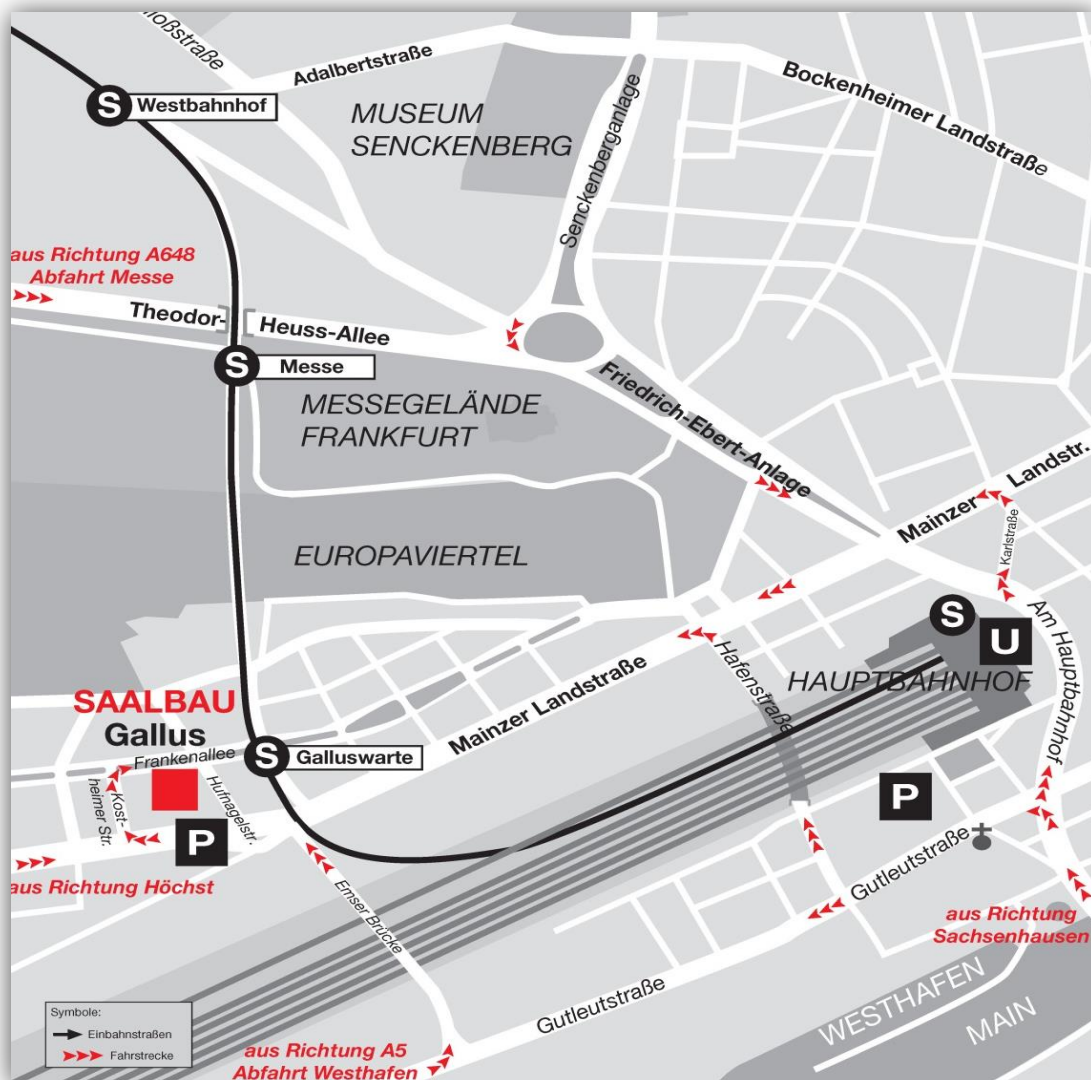 loßstraße
Adalbertstraße
S Westbahnhof
MUSEUM
SENCKENBERG
Senckenberganlage
Bockenheimer Landstraße
aus Richtung A648
Abfahrt Messe
Theodor-
Heuss-Allee
S Messe
MESSEGELÄNDE
FRANKFURT
Friedrich-Ebert-Anlage
Mainzer Landstr.
Karlstraße
EUROPAVIERTEL
S
U
HAUPTBAHNHOF
Am Hauptbahnhof
Hafenstraße
Mainzer Landstraße
SAALBAU
Gallus
Frankenallee
S Galluswarte
Kost-
heimer Str.
Hufnagelstr.
P
P
aus Richtung Höchst
Emser Brücke
Gutleutstraße
aus Richtung
Sachsenhausen
Gutleutstraße
WESTHAFEN
MAIN
Symbole:
Einbahnstraßen
Fahrstrecke
aus Richtung A5
Abfahrt Westhafen